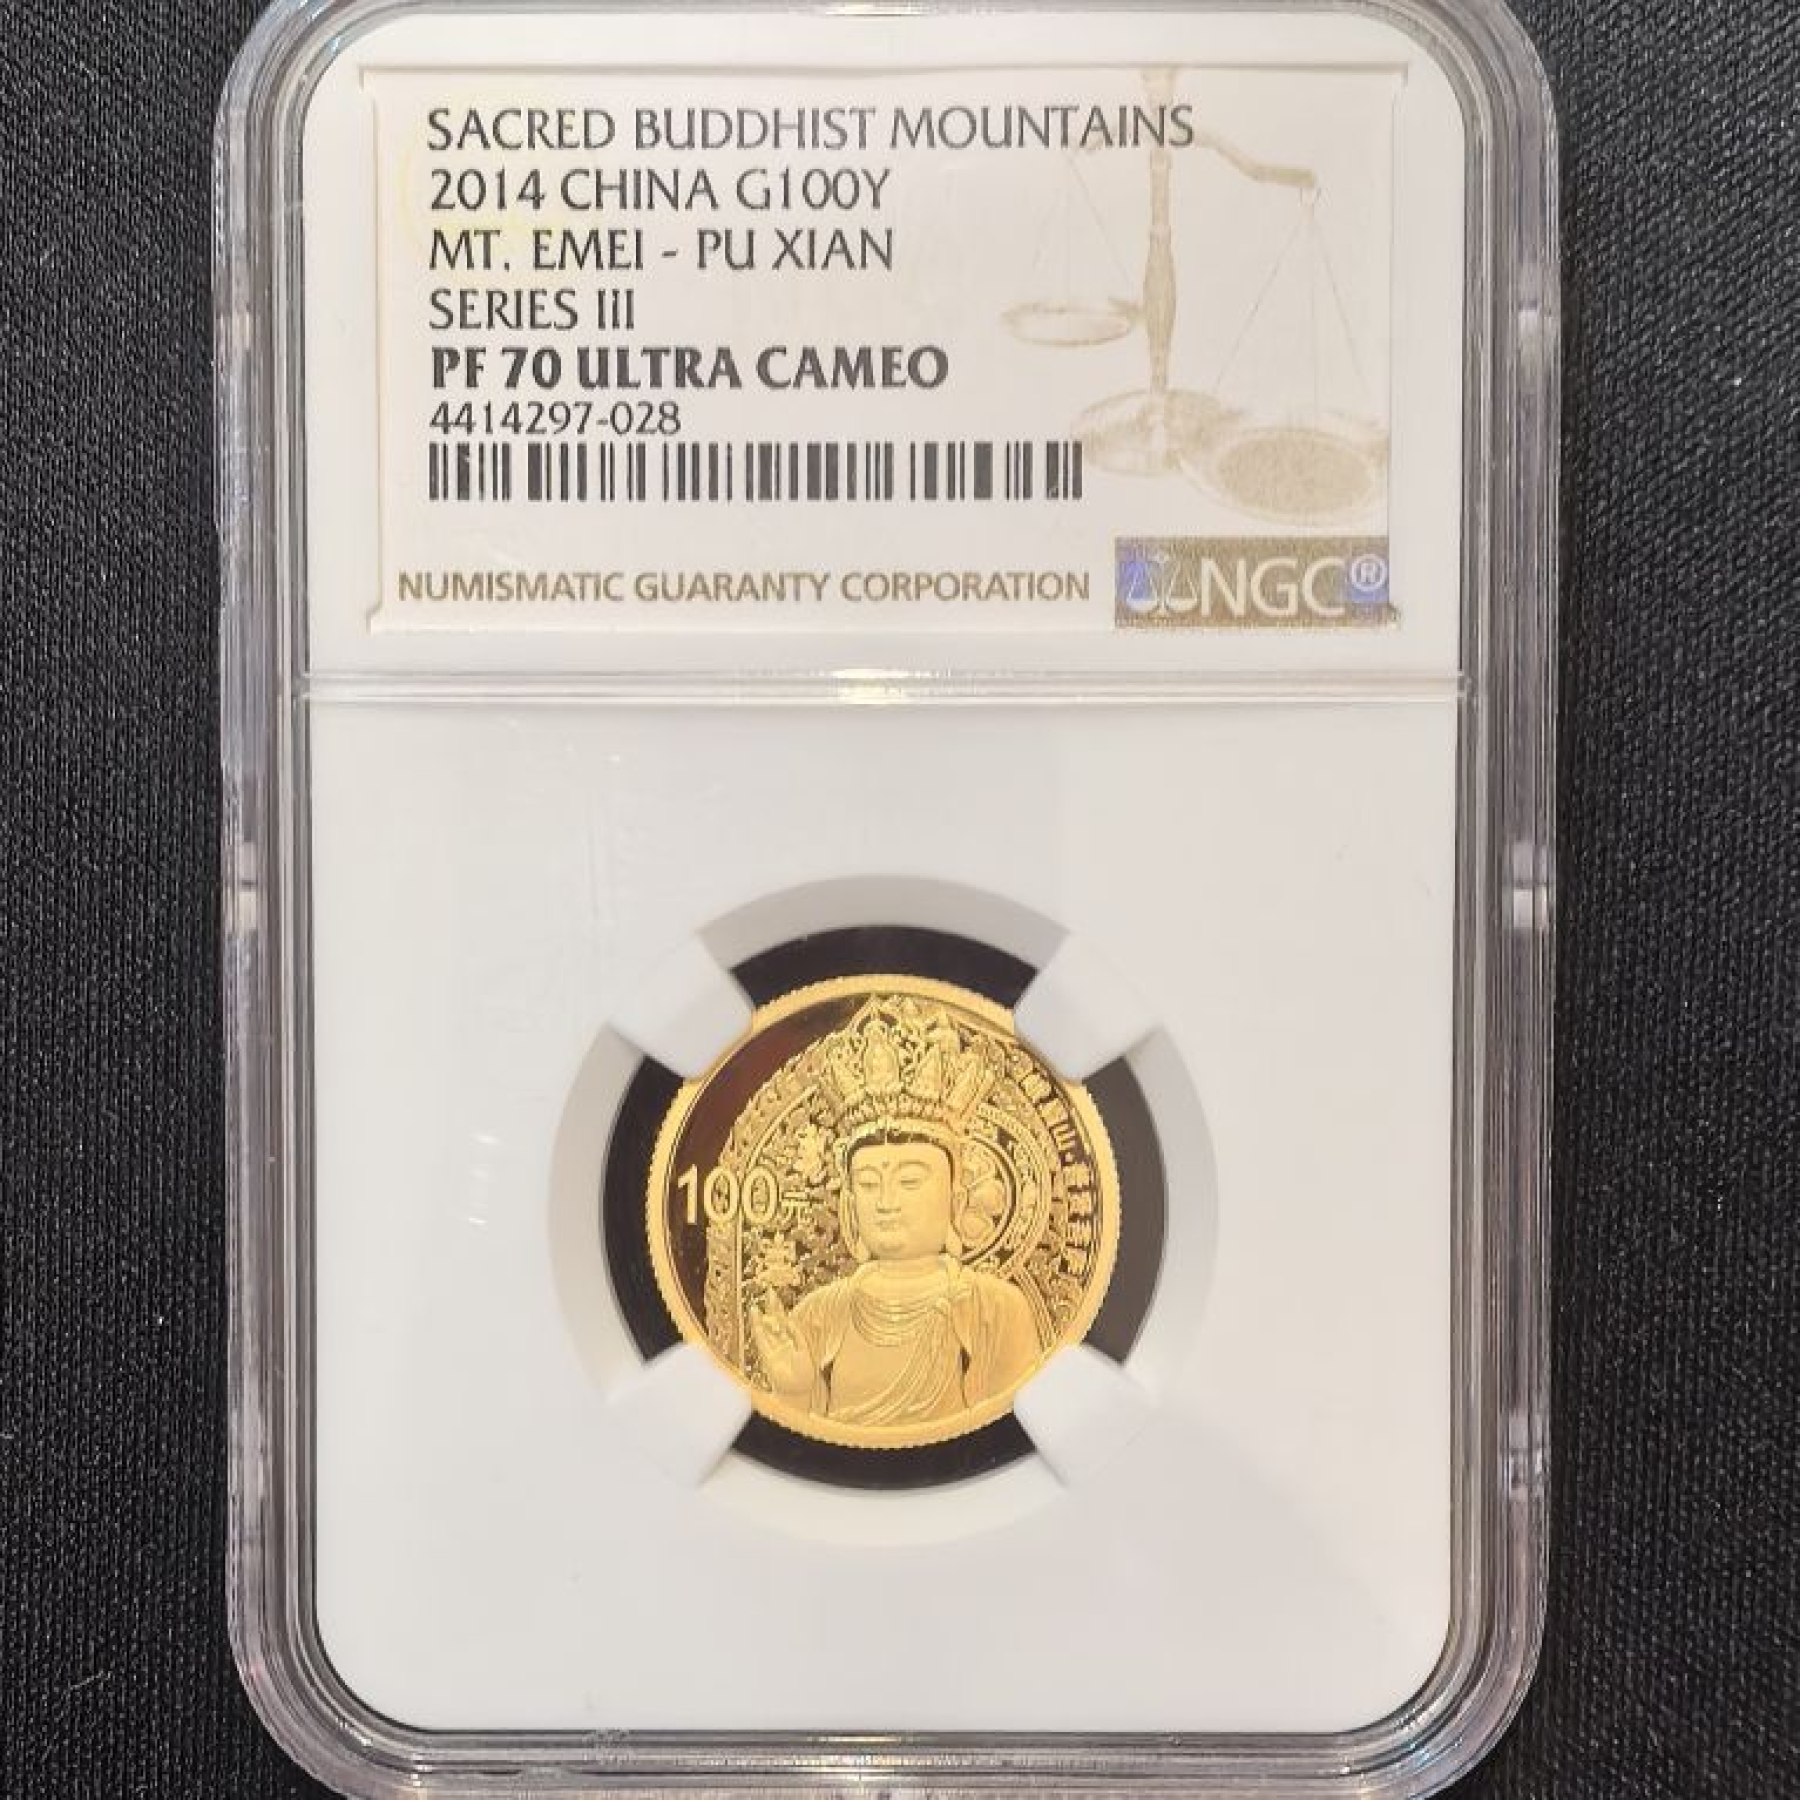 SACRED BUDDHIST MOUNTAINS
2014 CHINA G100Y
MT. EMEI - PU XIAN
SERIES III
PF 70 ULTRA CAMEO
4414297-028
NUMISMATIC GUARANTY CORPORATION
NGC®
100元